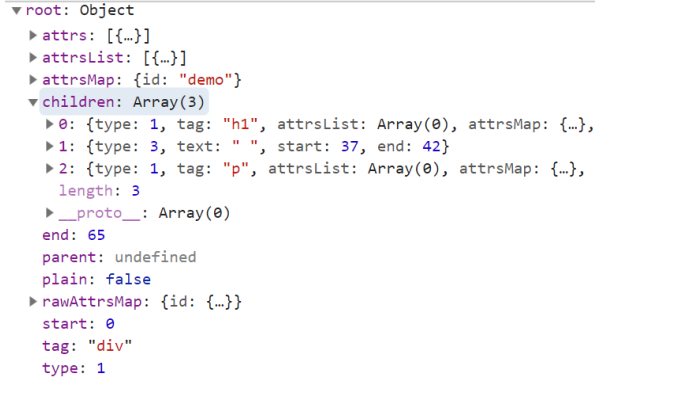 root: Object
attrs: [{…}]
attrsList: [{…}]
attrsMap: {id: "demo"}
children: Array(3)
0: {type: 1, tag: "h1", attrsList: Array(0), attrsMap: {…},
1: {type: 3, text: " ", start: 37, end: 42}
2: {type: 1, tag: "p", attrsList: Array(0), attrsMap: {…},
length: 3
__proto__: Array(0)
end: 65
parent: undefined
plain: false
rawAttrsMap: {id: {…}}
start: 0
tag: "div"
type: 1